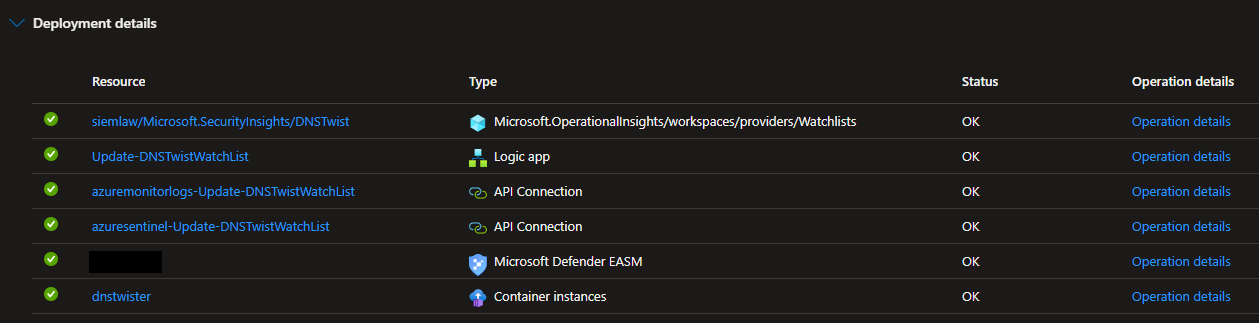 Deployment details
Resource Type Status Operation details
siemlaw/Microsoft.SecurityInsights/DNSTwist Microsoft.OperationalInsights/workspaces/providers/Watchlists OK Operation details
Update-DNSTwistWatchList Logic app OK Operation details
azuremonitorlogs-Update-DNSTwistWatchList API Connection OK Operation details
azuresentinel-Update-DNSTwistWatchList API Connection OK Operation details
Microsoft Defender EASM OK Operation details
dnstwister Container instances OK Operation details